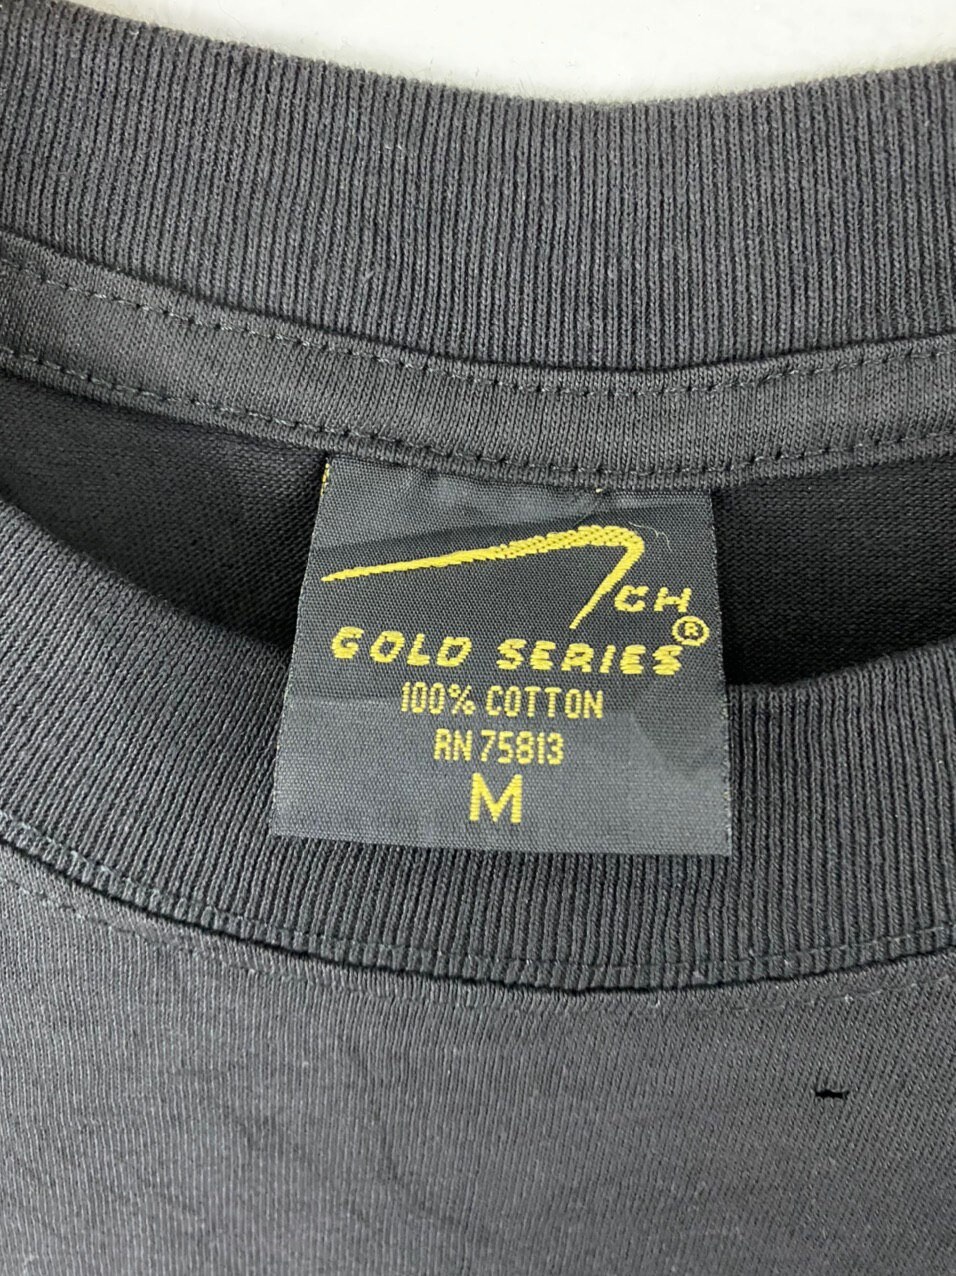 CH
GOLD SERIES®
100% COTTON
RN 75813
M